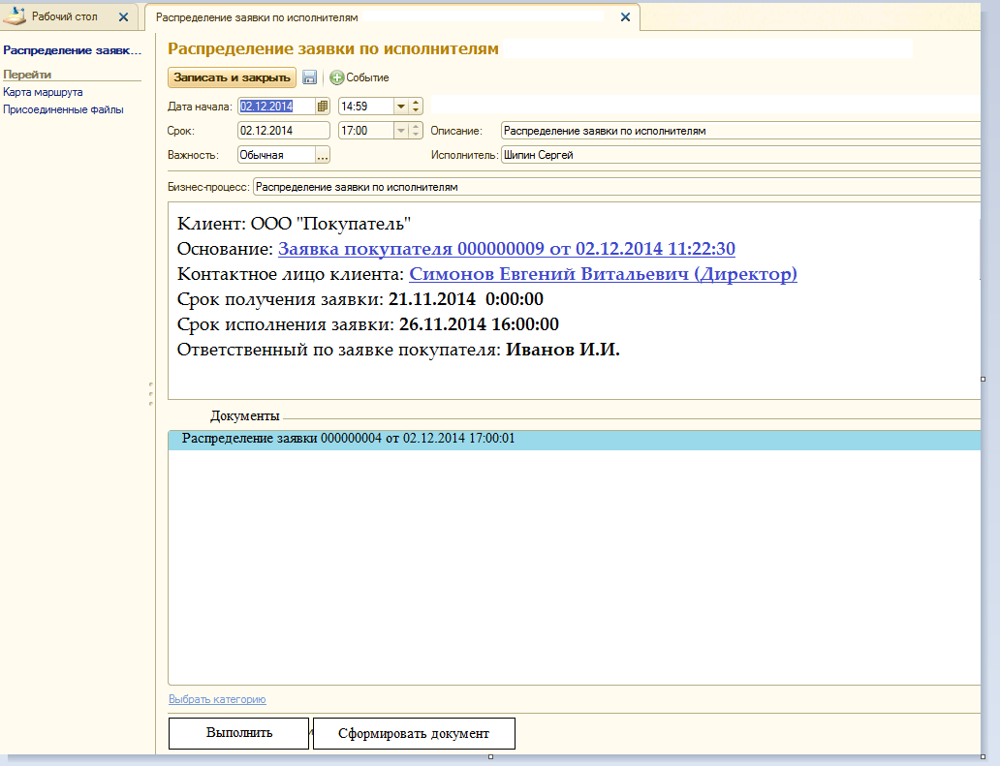 Рабочий стол
Распределение заявки по исполнителям
Распределение заявк...
Перейти
Карта маршрута
Присоединенные файлы
Распределение заявки по исполнителям
Записать и закрыть Событие
Дата начала: 02.12.2014 14:59
Срок: 02.12.2014 17:00 Описание: Распределение заявки по исполнителям
Важность: Обычная ... Исполнитель: Шипин Сергей
Бизнес-процесс: Распределение заявки по исполнителям
Клиент: ООО "Покупатель"
Основание: Заявка покупателя 000000009 от 02.12.2014 11:22:30
Контактное лицо клиента: Симонов Евгений Витальевич (Директор)
Срок получения заявки: 21.11.2014 0:00:00
Срок исполнения заявки: 26.11.2014 16:00:00
Ответственный по заявке покупателя: Иванов И.И.
Документы
Распределение заявки 000000004 от 02.12.2014 17:00:01
Выбрать категорию
Выполнить Сформировать документ